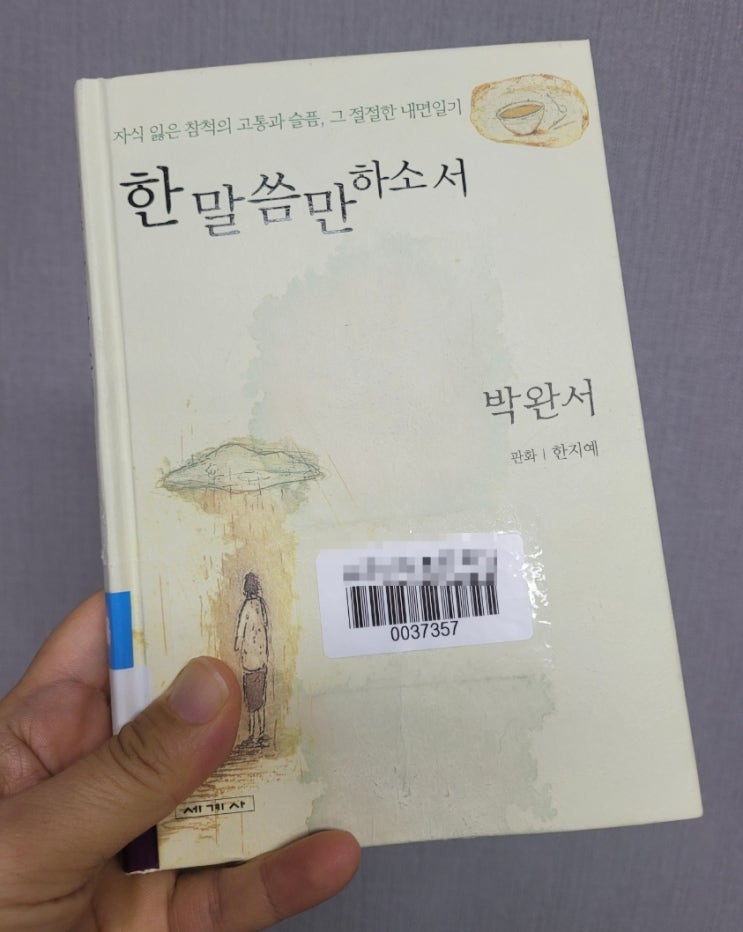 자식 잃은 참척의 고통과 슬픔, 그 절절한 내면일기
한 말씀만 하소서
박완서
판화 | 한지예
0037357
세계사